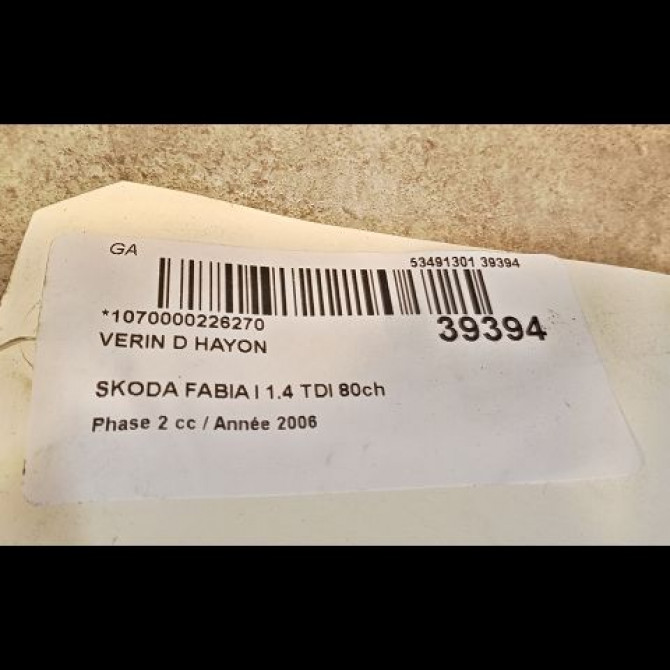 GA
53491301 39394
*1070000226270
39394
VERIN D HAYON
SKODA FABIA I 1.4 TDI 80ch
Phase 2 cc / Année 2006